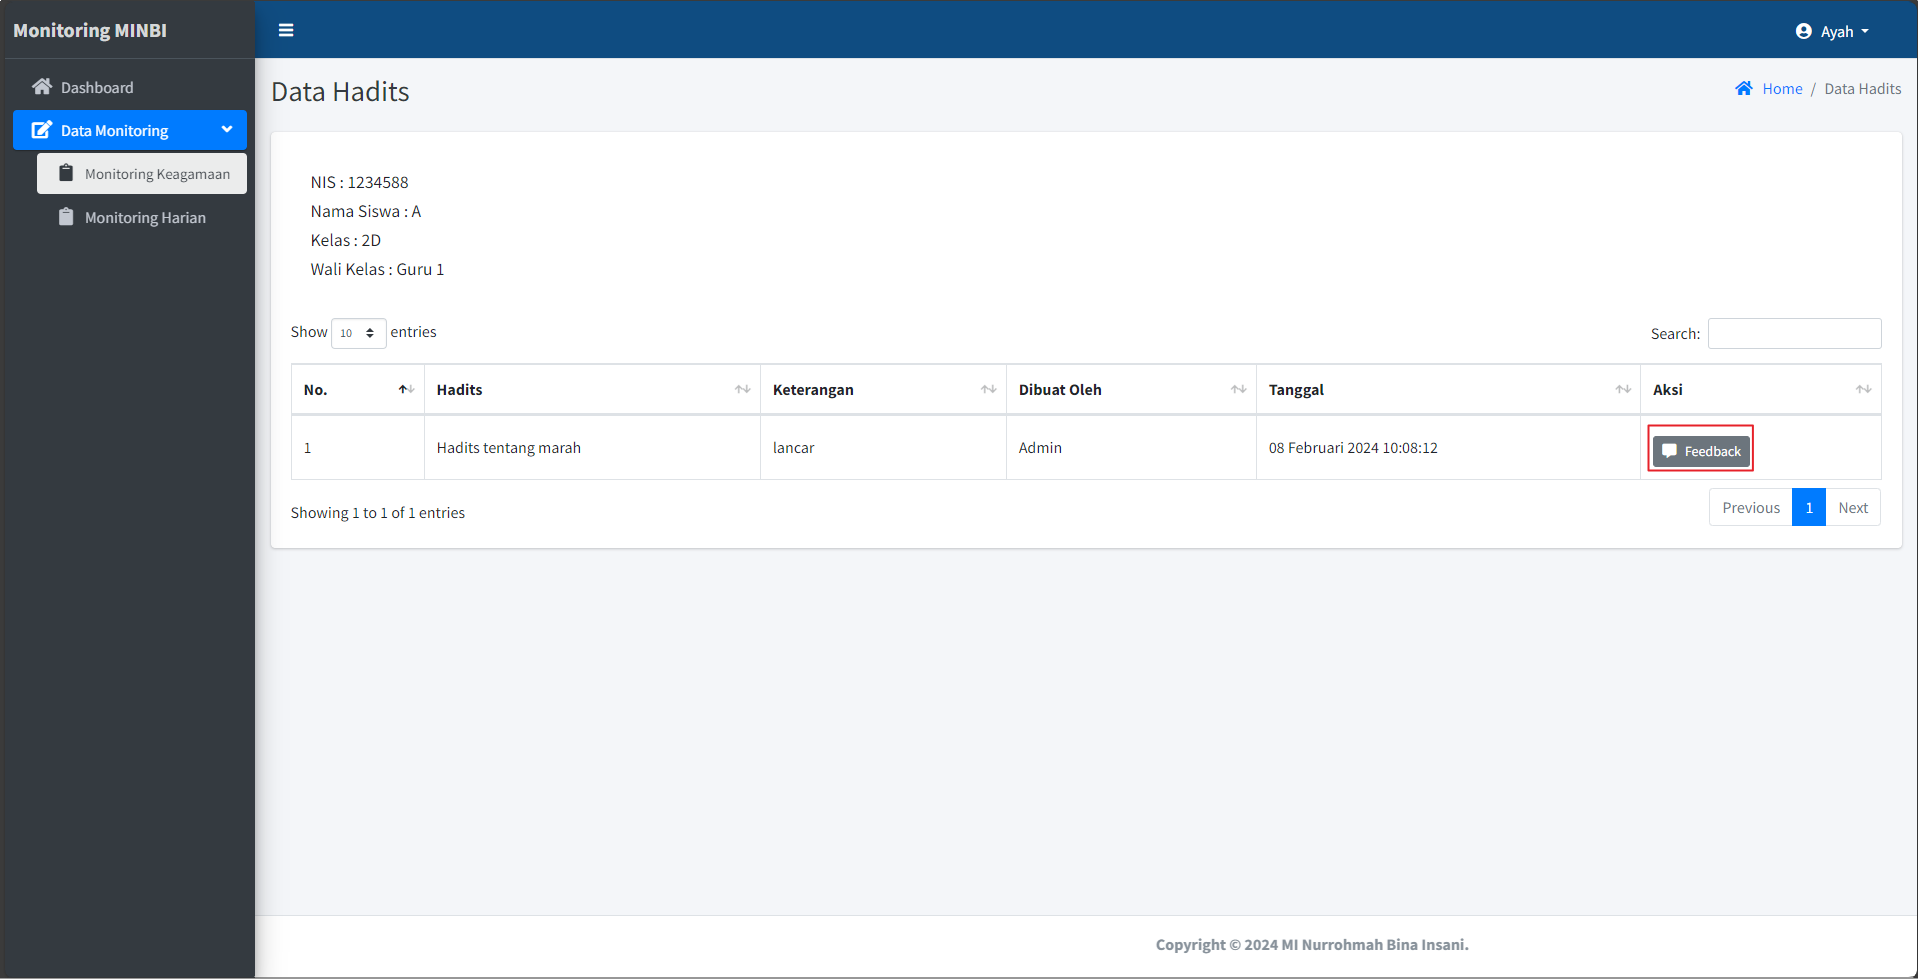 Monitoring MINBI
Ayah
Dashboard
Data Monitoring
Monitoring Keagamaan
Monitoring Harian
Data Hadits
Home / Data Hadits
NIS : 1234588
Nama Siswa : A
Kelas : 2D
Wali Kelas : Guru 1
Show 10 entries
Search:
No. Hadits Keterangan Dibuat Oleh Tanggal Aksi
1 Hadits tentang marah lancar Admin 08 Februari 2024 10:08:12 Feedback
Showing 1 to 1 of 1 entries
Previous 1 Next
Copyright © 2024 MI Nurrohmah Bina Insani.